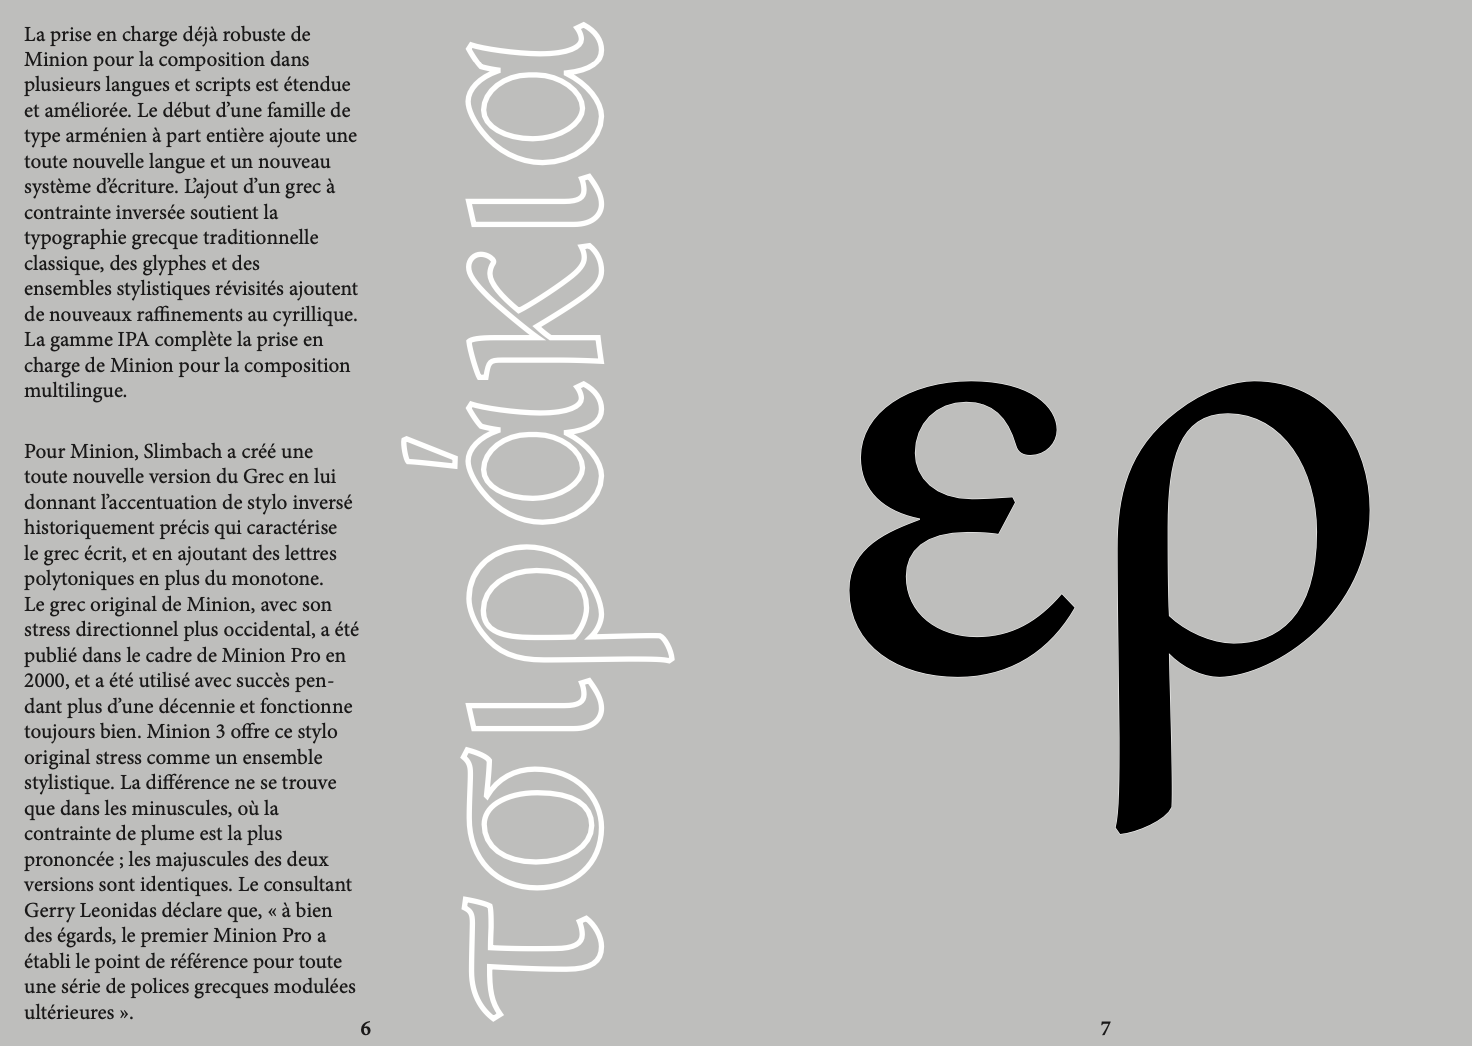 La prise en charge déjà robuste de
Minion pour la composition dans
plusieurs langues et scripts est étendue
et améliorée. Le début d’une famille de
type arménien à part entière ajoute une
toute nouvelle langue et un nouveau
système d’écriture. L’ajout d’un grec à
contrainte inversée soutient la
typographie grecque traditionnelle
classique, des glyphes et des
ensembles stylistiques révisités ajoutent
de nouveaux raffinements au cyrillique.
La gamme IPA complète la prise en
charge de Minion pour la composition
multilingue.
Pour Minion, Slimbach a créé une
toute nouvelle version du Grec en lui
donnant l’accentuation de stylo inversé
historiquement précis qui caractérise
le grec écrit, et en ajoutant des lettres
polytoniques en plus du monotone.
Le grec original de Minion, avec son
stress directionnel plus occidental, a été
publié dans le cadre de Minion Pro en
2000, et a été utilisé avec succès pen-
dant plus d’une décennie et fonctionne
toujours bien. Minion 3 offre ce stylo
original stress comme un ensemble
stylistique. La différence ne se trouve
que dans les minuscules, où la
contrainte de plume est la plus
prononcée ; les majuscules des deux
versions sont identiques. Le consultant
Gerry Leonidas déclare que, « à bien
des égards, le premier Minion Pro a
établi le point de référence pour toute
une série de polices grecques modulées
ultérieures ».
6
τσιράκια
ερ
7